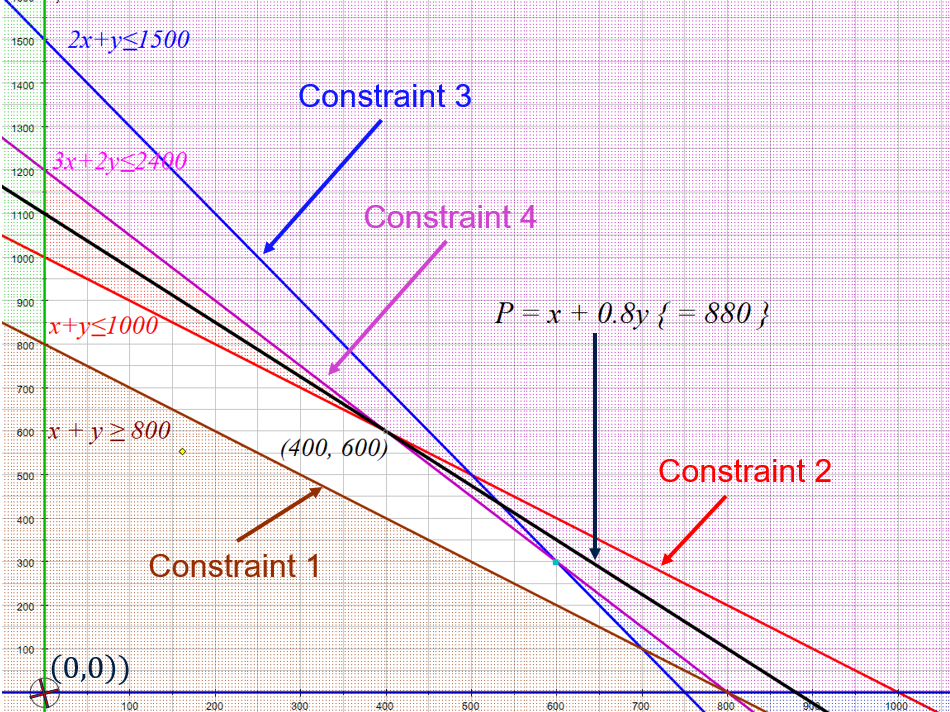 1500
2x+y≤1500
Constraint 3
1400
1300
1200
3x+2y≤2400
1100
Constraint 4
1000
900
P = x + 0.8y { = 880 }
x+y≤1000
800
700
600
x + y ≥ 800
(400, 600)
Constraint 2
500
400
Constraint 1
300
200
100
(0,0))
100 200 300 400 500 600 700 800 900 1000